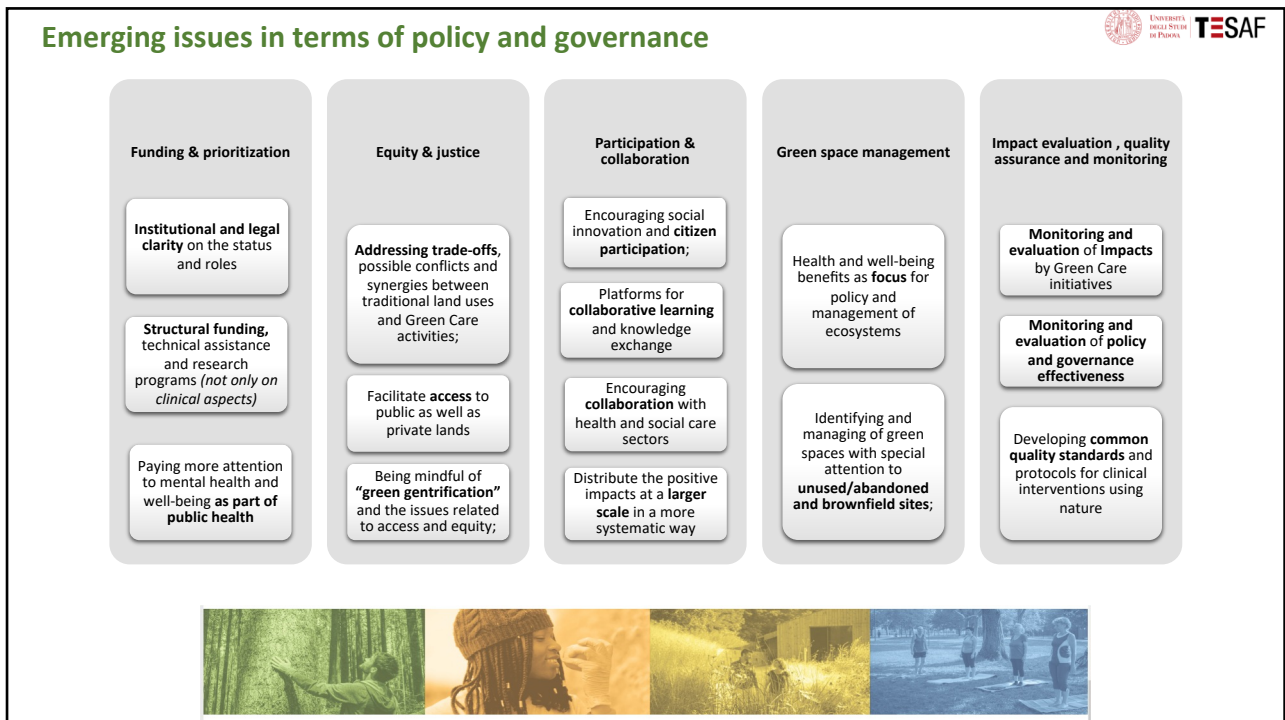 Emerging issues in terms of policy and governance
UNIVERSITÀ
DEGLI STUDI
DI PADOVA
TESAF
Funding & prioritization
Institutional and legal
clarity on the status
and roles
Structural funding,
technical assistance
and research
programs (not only on
clinical aspects)
Paying more attention
to mental health and
well-being as part of
public health
Equity & justice
Addressing trade-offs,
possible conflicts and
synergies between
traditional land uses
and Green Care
activities;
Facilitate access to
public as well as
private lands
Being mindful of
“green gentrification”
and the issues related
to access and equity;
Participation &
collaboration
Encouraging social
innovation and citizen
participation;
Platforms for
collaborative learning
and knowledge
exchange
Encouraging
collaboration with
health and social care
sectors
Distribute the positive
impacts at a larger
scale in a more
systematic way
Green space management
Health and well-being
benefits as focus for
policy and
management of
ecosystems
Identifying and
managing of green
spaces with special
attention to
unused/abandoned
and brownfield sites;
Impact evaluation , quality
assurance and monitoring
Monitoring and
evaluation of Impacts
by Green Care
initiatives
Monitoring and
evaluation of policy
and governance
effectiveness
Developing common
quality standards and
protocols for clinical
interventions using
nature